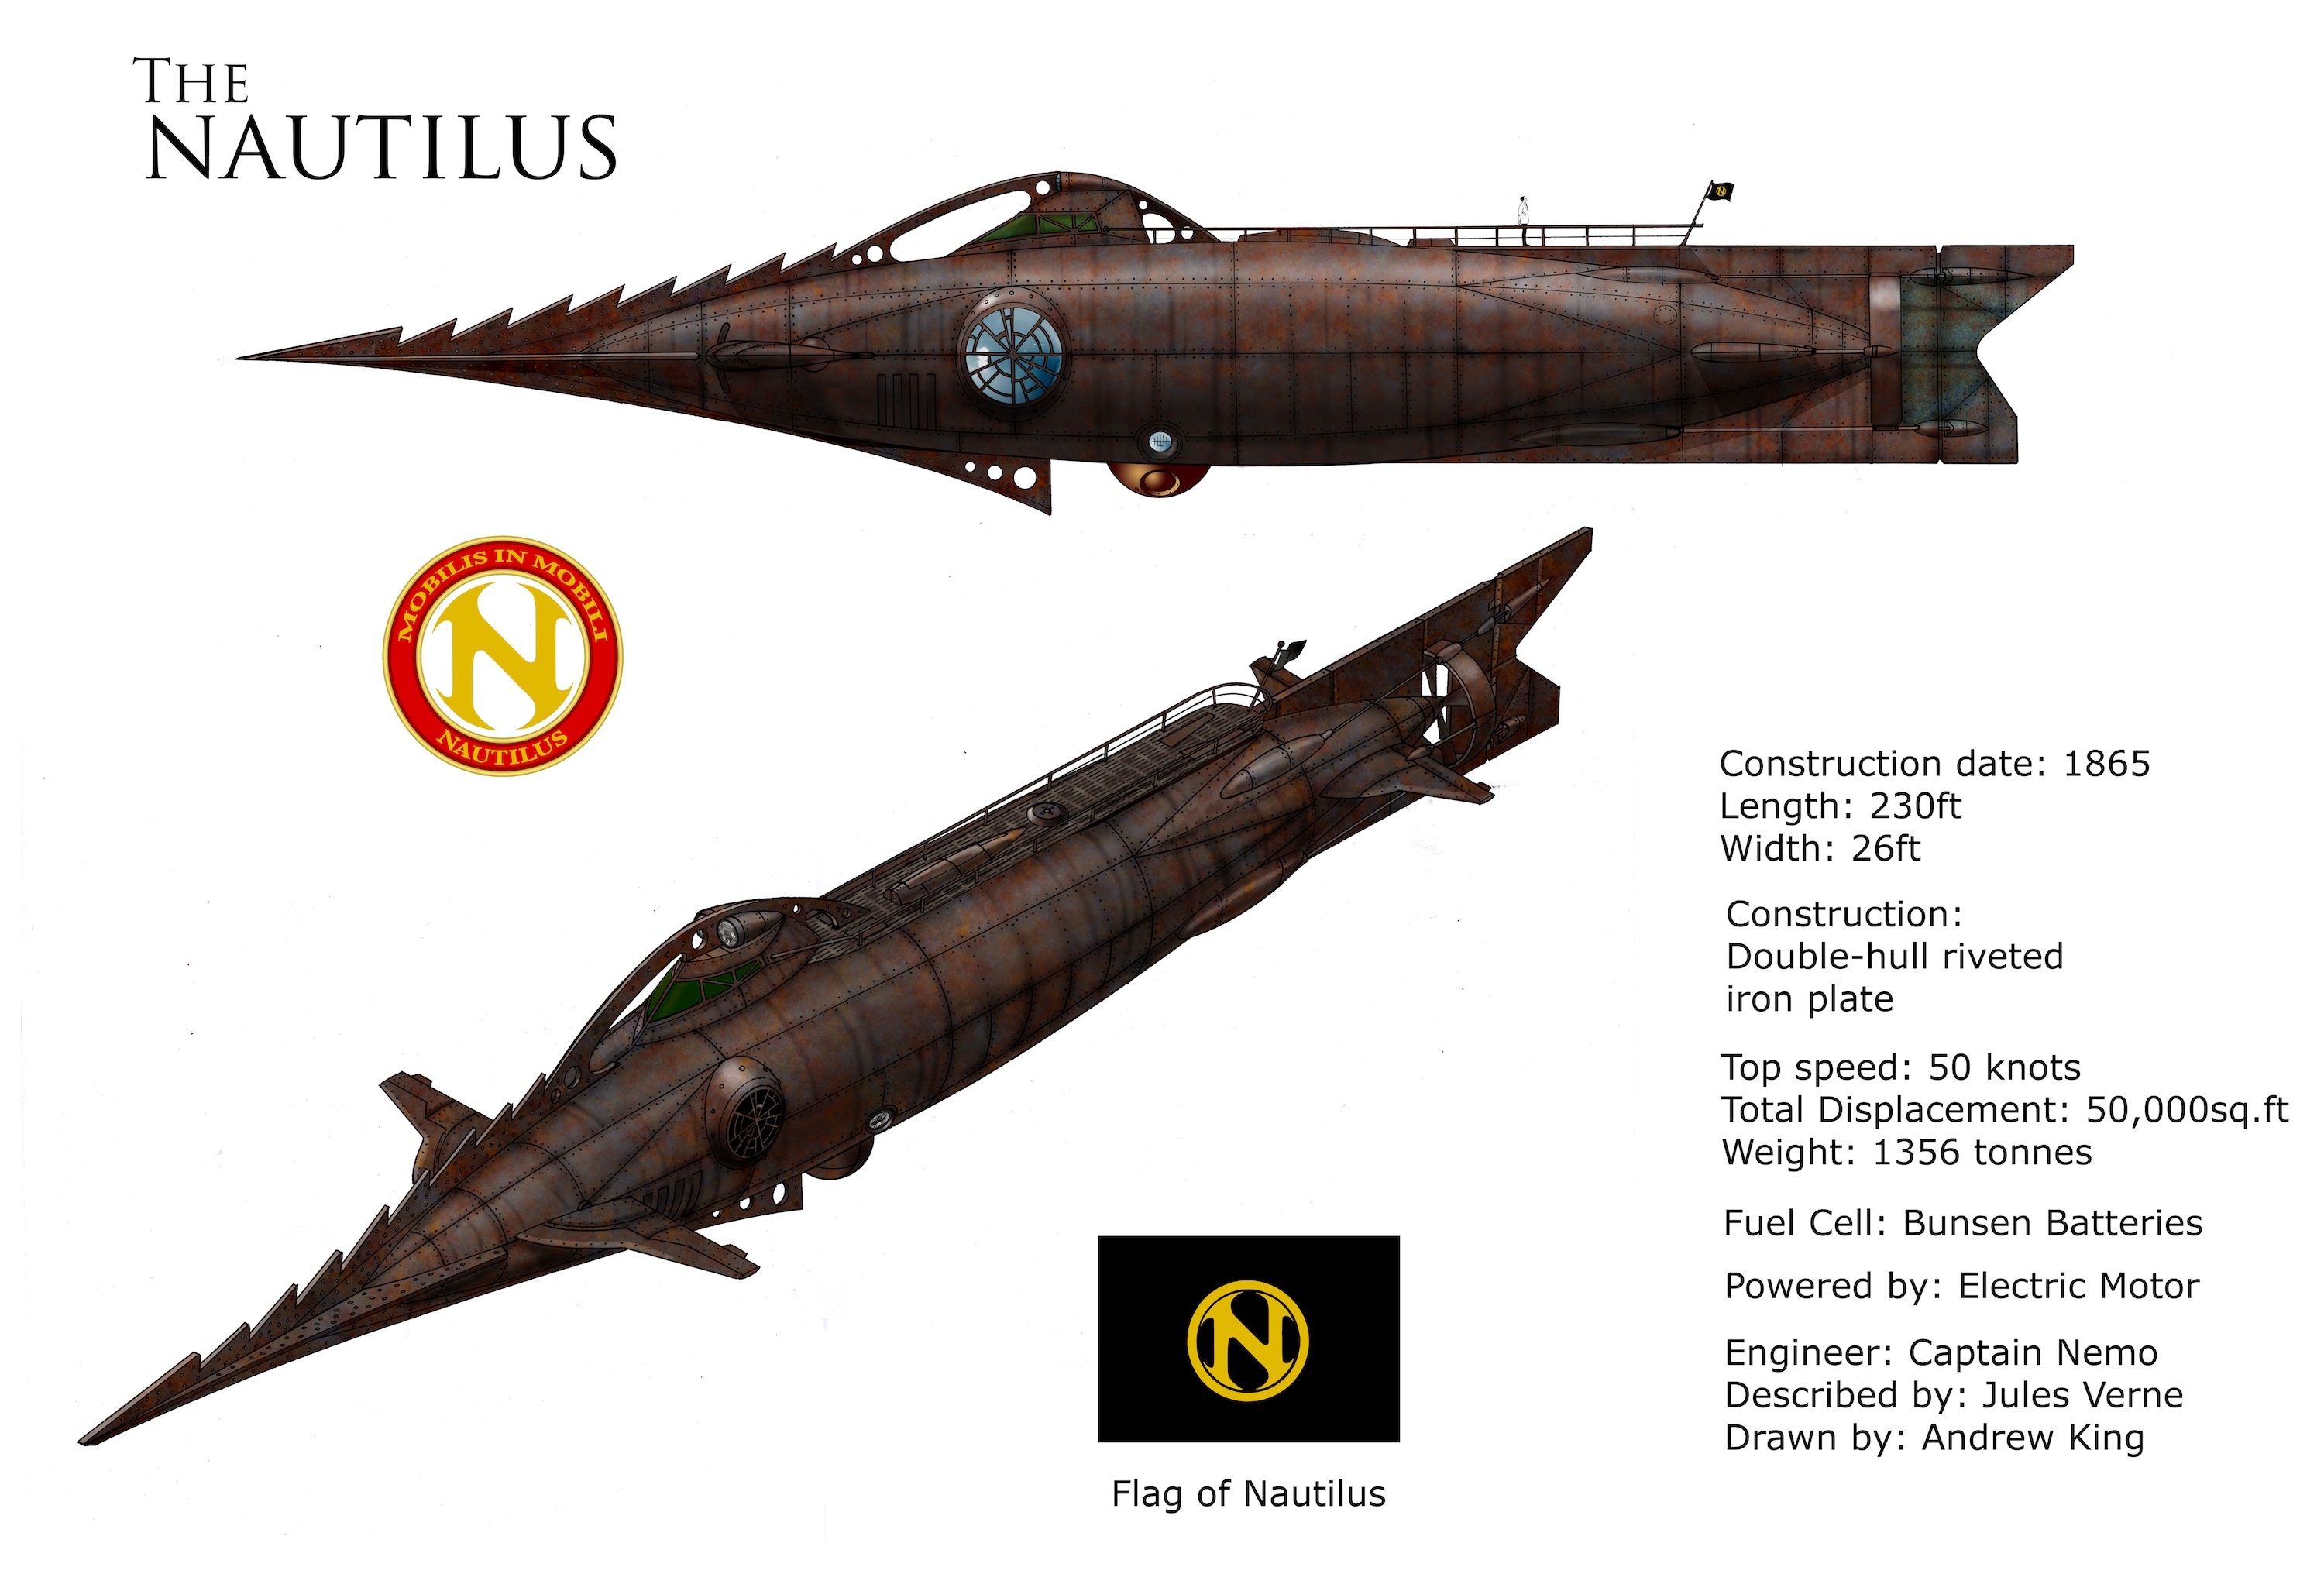 THE
NAUTILUS
MOBILIS IN MOBILI
N
NAUTILUS
Construction date: 1865
Length: 230ft
Width: 26ft
Construction:
Double-hull riveted
iron plate
Top speed: 50 knots
Total Displacement: 50,000sq.ft
Weight: 1356 tonnes
Fuel Cell: Bunsen Batteries
Powered by: Electric Motor
Engineer: Captain Nemo
Described by: Jules Verne
Drawn by: Andrew King
N
Flag of Nautilus